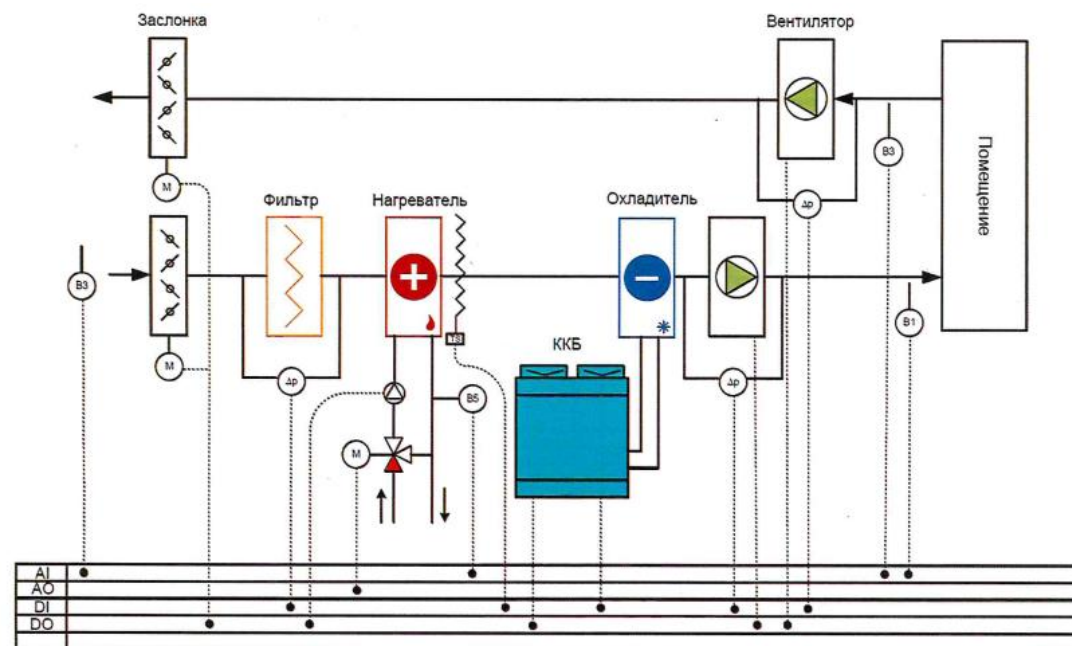 Заслонка
Вентилятор
Помещение
В3
М
Δр
Фильтр
Нагреватель
Охладитель
В3
В1
TS
ККБ
М
Δр
В5
Δр
М
AI
AO
DI
DO